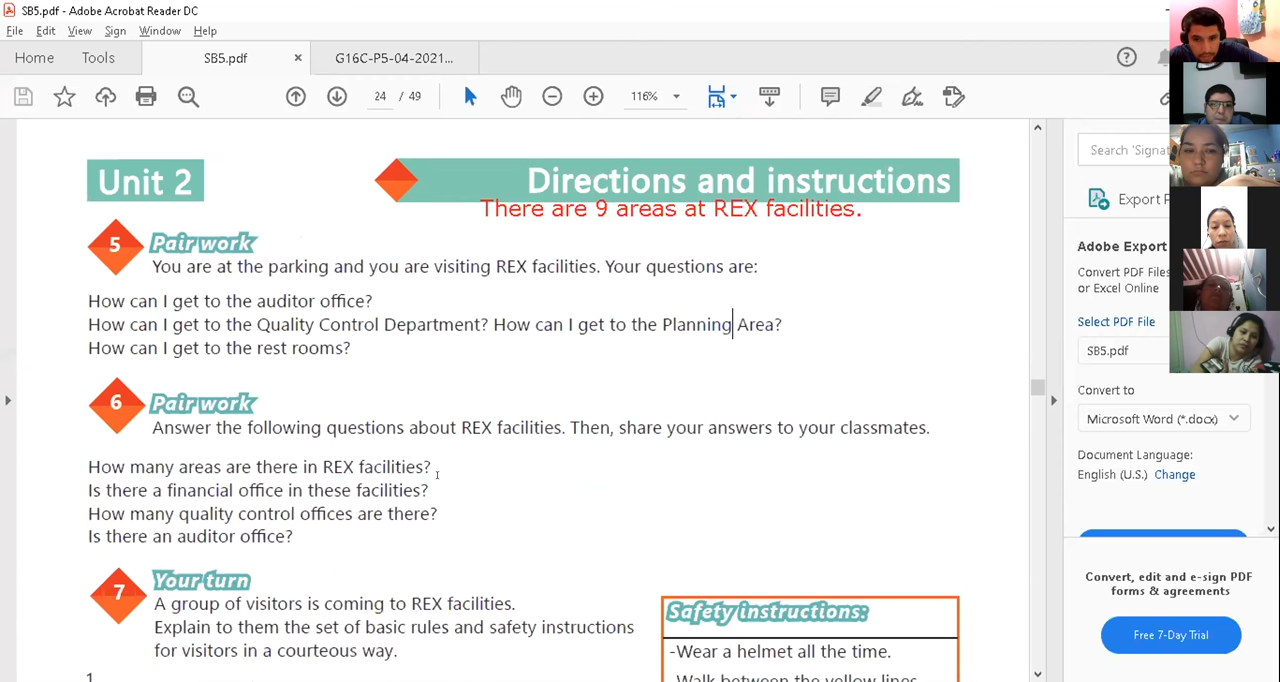 SB5.pdf - Adobe Acrobat Reader DC
File Edit View Sign Window Help
Home Tools SB5.pdf × G16C-P5-04-2021...
24 / 49 116%
Search 'Signat
Unit 2 Directions and instructions
There are 9 areas at REX facilities.
Export P
5 Pair work
You are at the parking and you are visiting REX facilities. Your questions are:
How can I get to the auditor office?
How can I get to the Quality Control Department? How can I get to the Planning Area?
How can I get to the rest rooms?
6 Pair work
Answer the following questions about REX facilities. Then, share your answers to your classmates.
How many areas are there in REX facilities?
Is there a financial office in these facilities?
How many quality control offices are there?
Is there an auditor office?
7 Your turn
A group of visitors is coming to REX facilities.
Explain to them the set of basic rules and safety instructions
for visitors in a courteous way.
1
Safety instructions:
-Wear a helmet all the time.
-Walk between the yellow lines
Adobe Export
Convert PDF Files
or Excel Online
Select PDF File
SB5.pdf
Convert to
Microsoft Word (*.docx)
Document Language:
English (U.S.) Change
Convert, edit and e-sign PDF
forms & agreements
Free 7-Day Trial